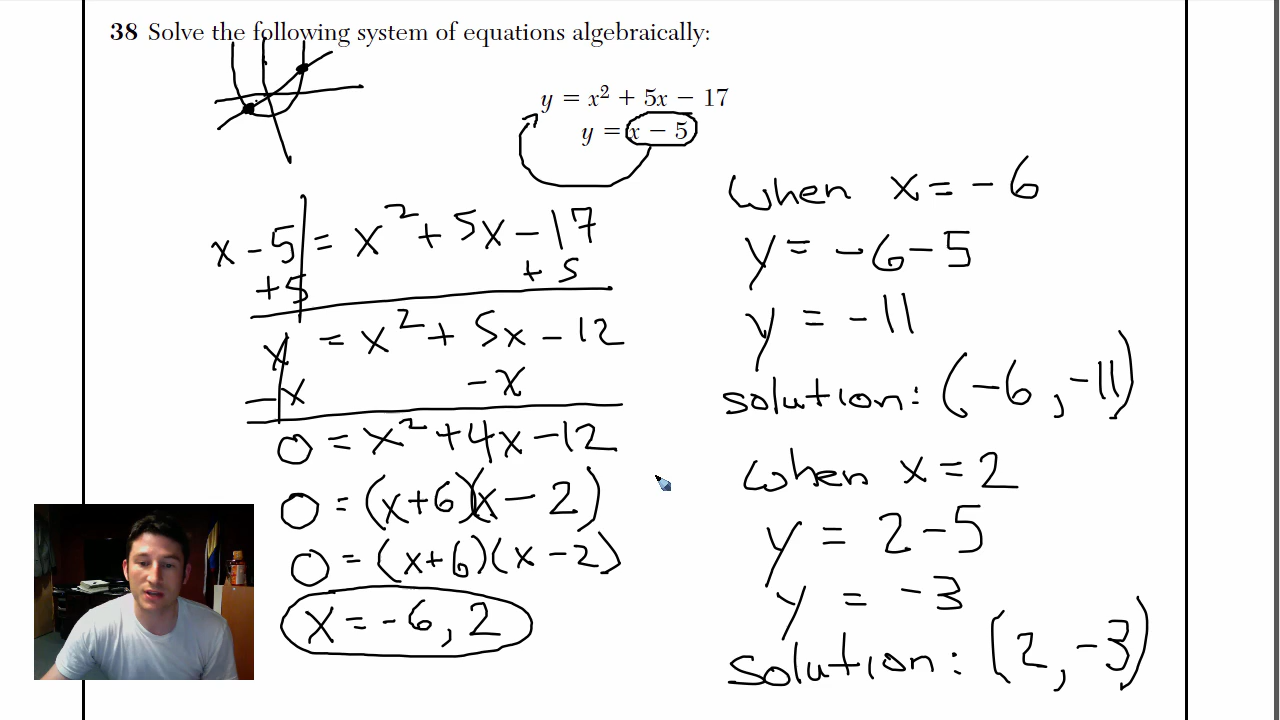 38 Solve the following system of equations algebraically:
y = x² + 5x − 17
y = x − 5
x - 5 = x² + 5x - 17
+5 + 5
x = x² + 5x - 12
- x - x
0 = x² + 4x - 12
0 = (x+6)(x - 2)
0 = (x+6)(x - 2)
x = -6, 2
when x = -6
y = -6 - 5
y = -11
solution: (-6, -11)
when x = 2
y = 2 - 5
y = -3
solution: (2, -3)